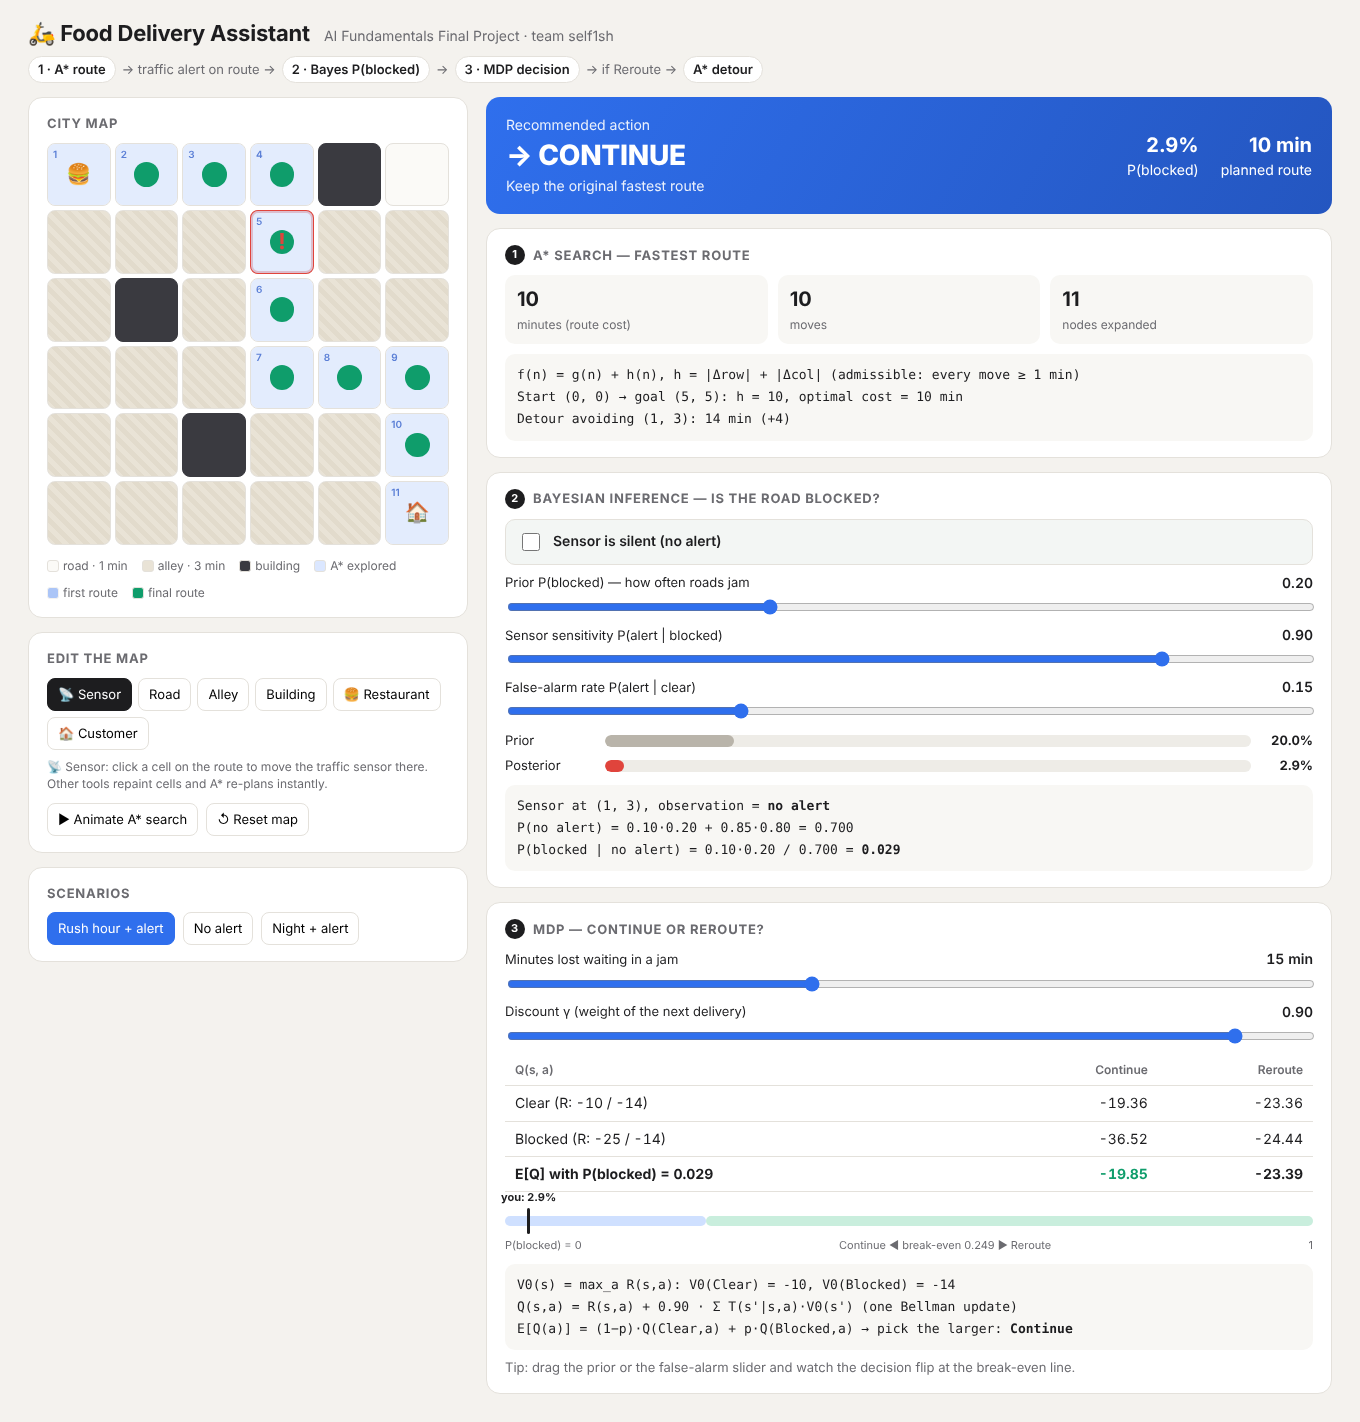 🛵 Food Delivery Assistant AI Fundamentals Final Project · team self1sh
1 · A* route → traffic alert on route → 2 · Bayes P(blocked) → 3 · MDP decision → if Reroute → A* detour
CITY MAP
1 2 3 4
5
6
7 8 9
10
11
road · 1 min alley · 3 min building A* explored
first route final route
EDIT THE MAP
📡 Sensor Road Alley Building 🍔 Restaurant
🏠 Customer
📡 Sensor: click a cell on the route to move the traffic sensor there.
Other tools repaint cells and A* re-plans instantly.
▶ Animate A* search ↺ Reset map
SCENARIOS
Rush hour + alert No alert Night + alert
Recommended action
→ CONTINUE
Keep the original fastest route
2.9% 10 min
P(blocked) planned route
1 A* SEARCH — FASTEST ROUTE
10 10 11
minutes (route cost) moves nodes expanded
f(n) = g(n) + h(n), h = |Δrow| + |Δcol| (admissible: every move ≥ 1 min)
Start (0, 0) → goal (5, 5): h = 10, optimal cost = 10 min
Detour avoiding (1, 3): 14 min (+4)
2 BAYESIAN INFERENCE — IS THE ROAD BLOCKED?
Sensor is silent (no alert)
Prior P(blocked) — how often roads jam 0.20
Sensor sensitivity P(alert | blocked) 0.90
False-alarm rate P(alert | clear) 0.15
Prior 20.0%
Posterior 2.9%
Sensor at (1, 3), observation = no alert
P(no alert) = 0.10·0.20 + 0.85·0.80 = 0.700
P(blocked | no alert) = 0.10·0.20 / 0.700 = 0.029
3 MDP — CONTINUE OR REROUTE?
Minutes lost waiting in a jam 15 min
Discount γ (weight of the next delivery) 0.90
Q(s, a) Continue Reroute
Clear (R: -10 / -14) -19.36 -23.36
Blocked (R: -25 / -14) -36.52 -24.44
E[Q] with P(blocked) = 0.029 -19.85 -23.39
you: 2.9%
P(blocked) = 0 Continue ◀ break-even 0.249 ▶ Reroute 1
V0(s) = max_a R(s,a): V0(Clear) = -10, V0(Blocked) = -14
Q(s,a) = R(s,a) + 0.90 · Σ T(s'|s,a)·V0(s') (one Bellman update)
E[Q(a)] = (1−p)·Q(Clear,a) + p·Q(Blocked,a) → pick the larger: Continue
Tip: drag the prior or the false-alarm slider and watch the decision flip at the break-even line.